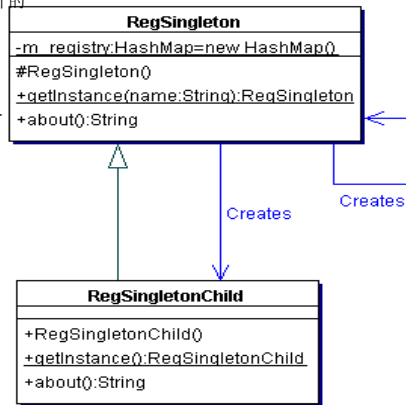 的
RegSingleton
-m_registry:HashMap=new HashMap()
#RegSingleton()
+getInstance(name:String):RegSingleton
+about():String
Creates
Creates
RegSingletonChild
+RegSingletonChild()
+getInstance():RegSingletonChild
+about():String